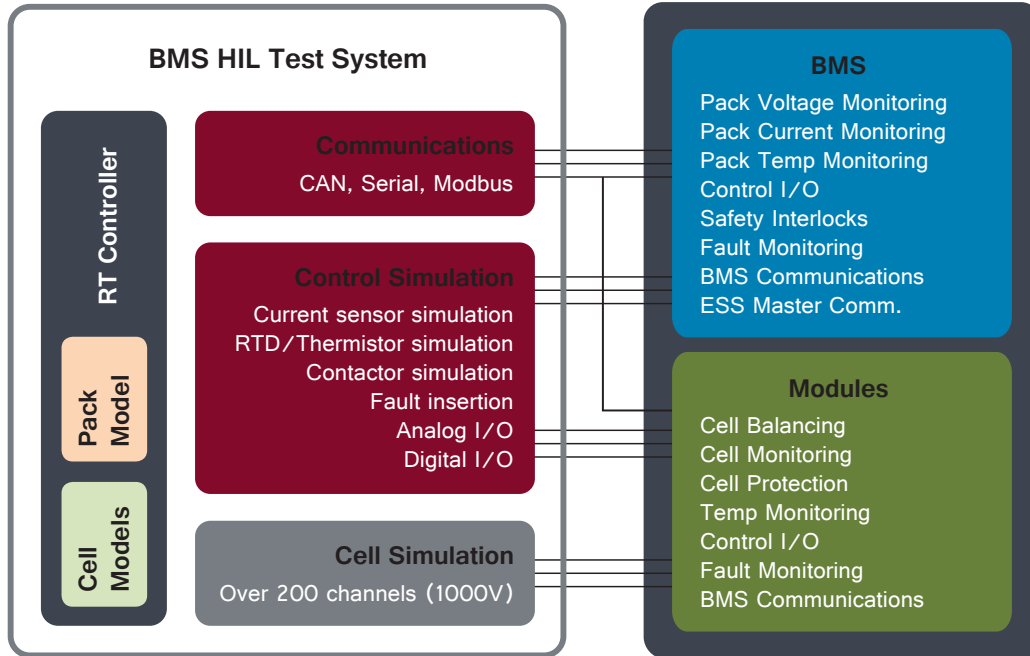 BMS HIL Test System
RT Controller
Pack
Model
Cell
Models
Communications
CAN, Serial, Modbus
Control Simulation
Current sensor simulation
RTD/Thermistor simulation
Contactor simulation
Fault insertion
Analog I/O
Digital I/O
Cell Simulation
Over 200 channels (1000V)
BMS
Pack Voltage Monitoring
Pack Current Monitoring
Pack Temp Monitoring
Control I/O
Safety Interlocks
Fault Monitoring
BMS Communications
ESS Master Comm.
Modules
Cell Balancing
Cell Monitoring
Cell Protection
Temp Monitoring
Control I/O
Fault Monitoring
BMS Communications